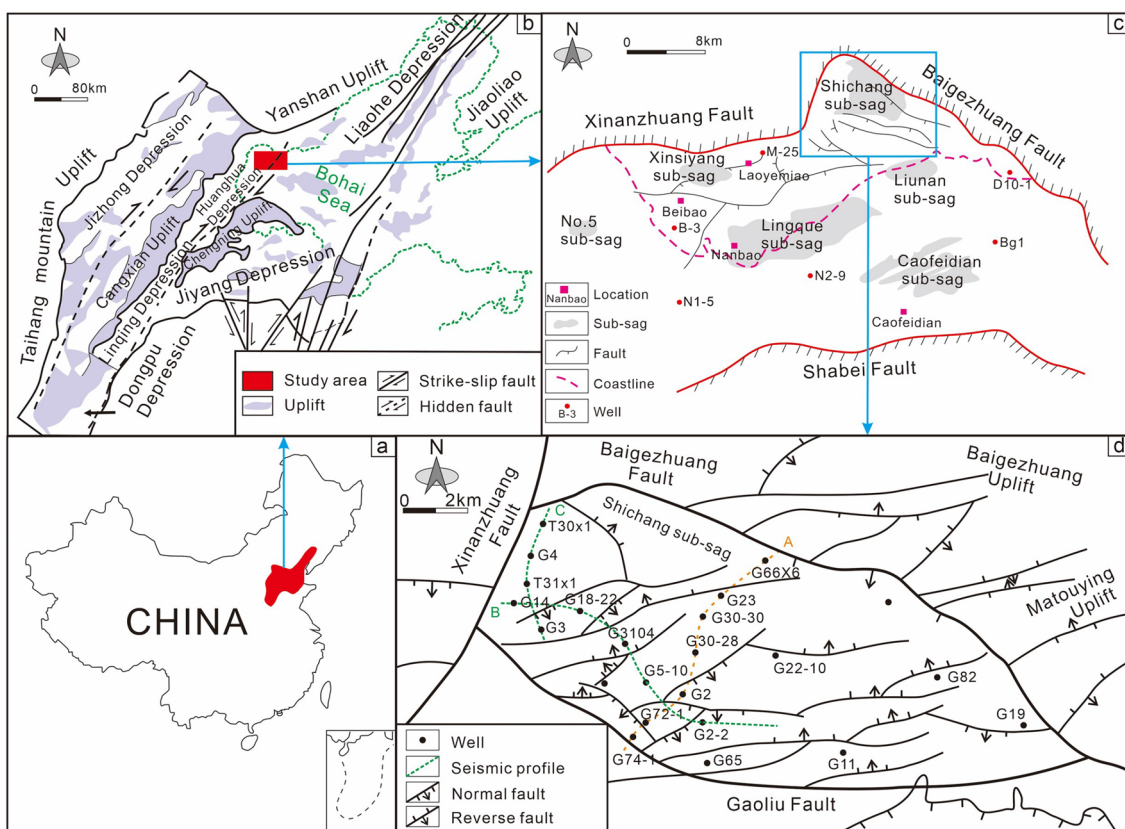 b
N
0 80km
Yanshan Uplift
Liaohe Depression
Jiaoliao
Uplift
Uplift
Jizhong Depression
Huanghua
Depression
Bohai
Sea
Taihang mountain
Cangxian Uplift
Chengning Uplift
Linqing Depression
Jiyang Depression
Dongpu
Depression
Study area
Strike-slip fault
Uplift
Hidden fault
c
N
0 8km
Shichang
sub-sag
Baigezhuang Fault
Xinanzhuang Fault
M-25
Xinsiyang
sub-sag
Laoyemiao
Liunan
sub-sag
D10-1
Beibao
B-3
No.5
sub-sag
Lingque
sub-sag
Nanbao
Bg1
Caofeidian
sub-sag
N2-9
N1-5
Caofeidian
Shabei Fault
Nanbao
Location
Sub-sag
Fault
Coastline
B-3
Well
a
CHINA
d
N
0 2km
Xinanzhuang
Fault
Baigezhuang
Fault
Baigezhuang
Uplift
Shichang sub-sag
Matouying
Uplift
C
T30x1
A
G4
G66X6
T31x1
G23
B
G14
G18-22
G30-30
G3
G3104
G30-28
G22-10
G5-10
G82
G2
G72-1
G2-2
G19
G74-1
G65
G11
Gaoliu Fault
Well
Seismic profile
Normal fault
Reverse fault